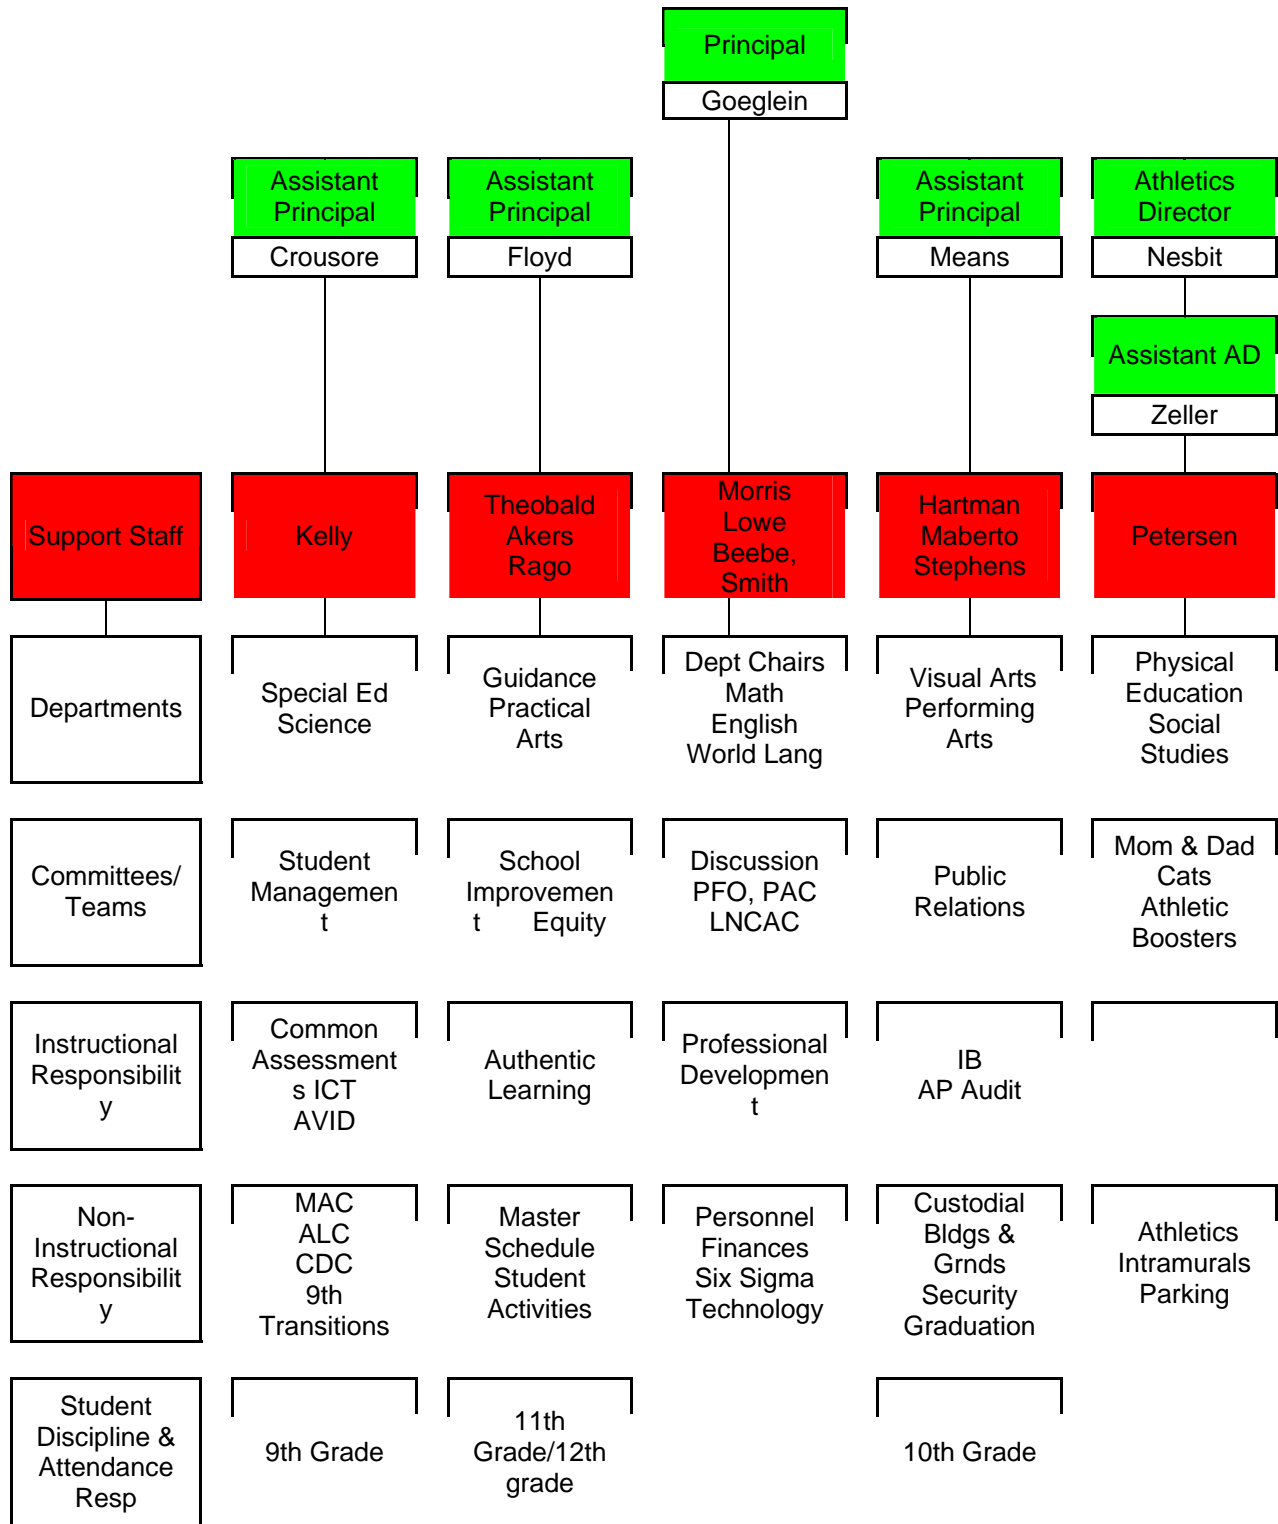 Principal
Goeglein
Assistant
Principal
Crousore
Assistant
Principal
Floyd
Assistant
Principal
Means
Athletics
Director
Nesbit
Assistant AD
Zeller
Support Staff
Kelly
Theobald
Akers
Rago
Morris
Lowe
Beebe,
Smith
Hartman
Maberto
Stephens
Petersen
Departments
Special Ed
Science
Guidance
Practical
Arts
Dept Chairs
Math
English
World Lang
Visual Arts
Performing
Arts
Physical
Education
Social
Studies
Committees/
Teams
Student
Managemen
t
School
Improvemen
t Equity
Discussion
PFO, PAC
LNCAC
Public
Relations
Mom & Dad
Cats
Athletic
Boosters
Instructional
Responsibilit
y
Common
Assessment
s ICT
AVID
Authentic
Learning
Professional
Developmen
t
IB
AP Audit
Non-
Instructional
Responsibilit
y
MAC
ALC
CDC
9th
Transitions
Master
Schedule
Student
Activities
Personnel
Finances
Six Sigma
Technology
Custodial
Bldgs &
Grnds
Security
Graduation
Athletics
Intramurals
Parking
Student
Discipline &
Attendance
Resp
9th Grade
11th
Grade/12th
grade
10th Grade